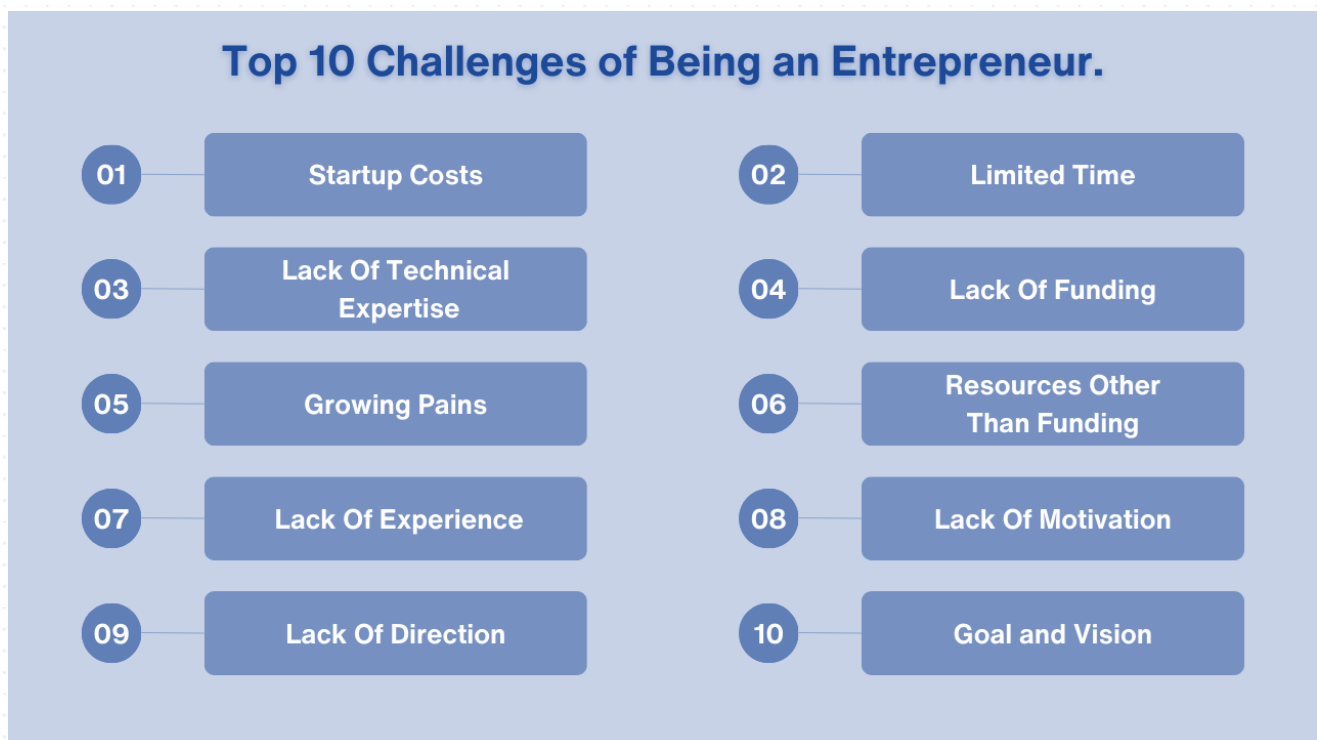 Top 10 Challenges of Being an Entrepreneur.
01
Startup Costs
02
Limited Time
03
Lack Of Technical
Expertise
04
Lack Of Funding
05
Growing Pains
06
Resources Other
Than Funding
07
Lack Of Experience
08
Lack Of Motivation
09
Lack Of Direction
10
Goal and Vision